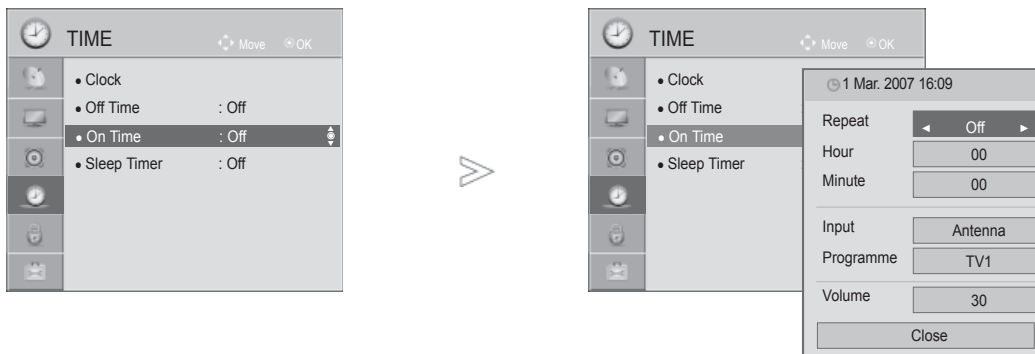 TIME
Move OK
• Clock
• Off Time : Off
• On Time : Off
• Sleep Timer : Off
TIME
Move OK
• Clock
• Off Time
• On Time
• Sleep Timer
1 Mar. 2007 16:09
Repeat ◄ Off ►
Hour 00
Minute 00
Input Antenna
Programme TV1
Volume 30
Close